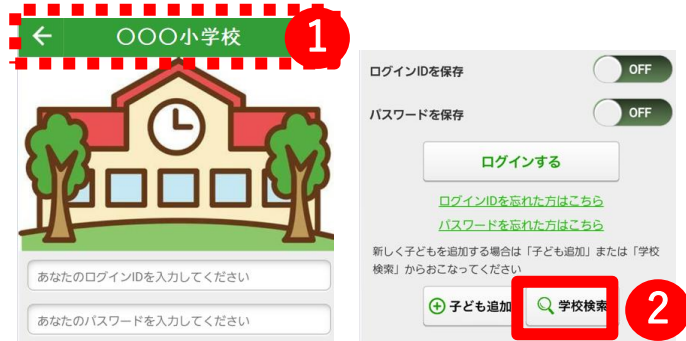 〇〇〇小学校
1
あなたのログインIDを入力してください
あなたのパスワードを入力してください
ログインIDを保存
OFF
パスワードを保存
OFF
ログインする
ログインIDを忘れた方はこちら
パスワードを忘れた方はこちら
新しく子どもを追加する場合は「子ども追加」または「学校
検索」からおこなってください
子ども追加
学校検索
2